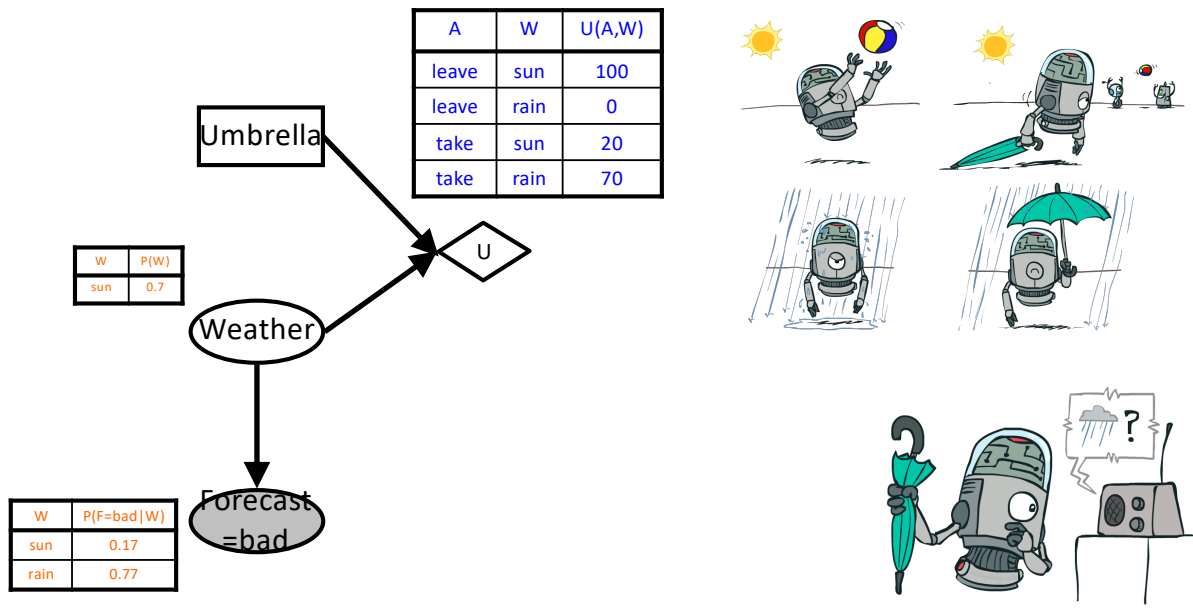 A W U(A,W)
leave sun 100
leave rain 0
take sun 20
take rain 70
Umbrella
U
W P(W)
sun 0.7
Weather
?
Forecast
=bad
W P(F=bad|W)
sun 0.17
rain 0.77